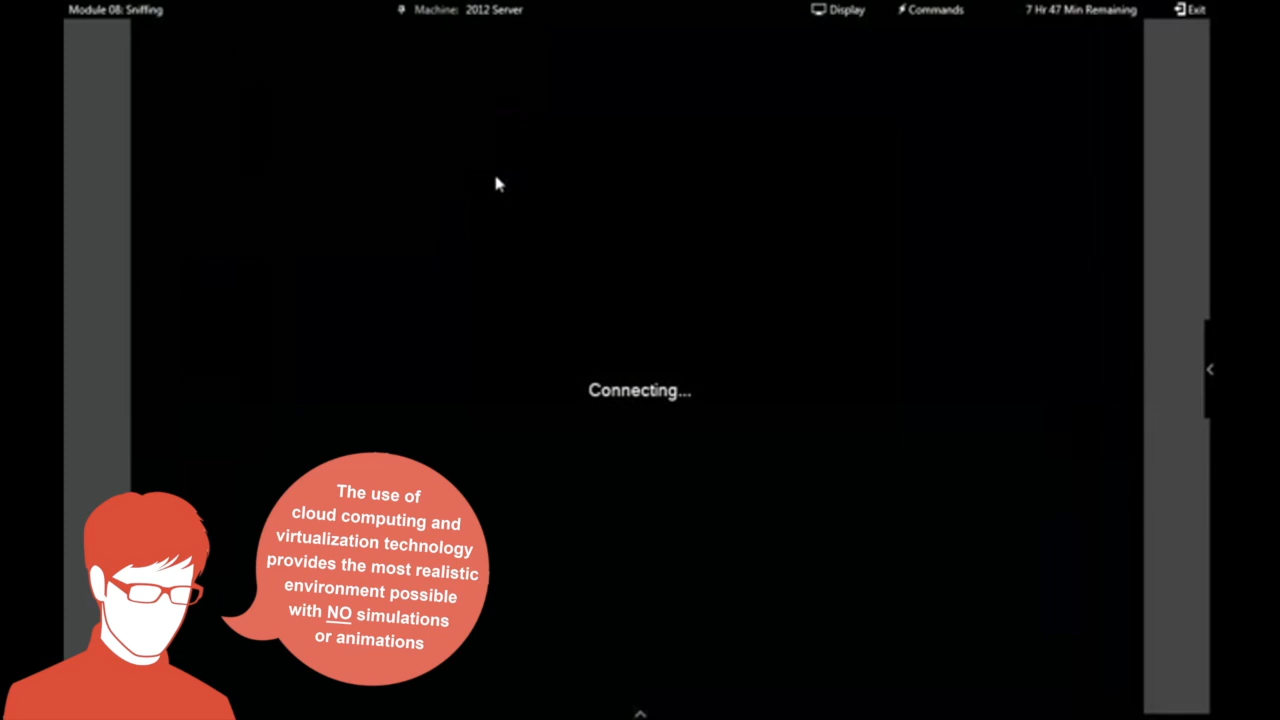 Module 08: Sniffing
Machine: 2012 Server
Display
Commands
7 Hr 47 Min Remaining
Exit
Connecting...
The use of
cloud computing and
virtualization technology
provides the most realistic
environment possible
with NO simulations
or animations